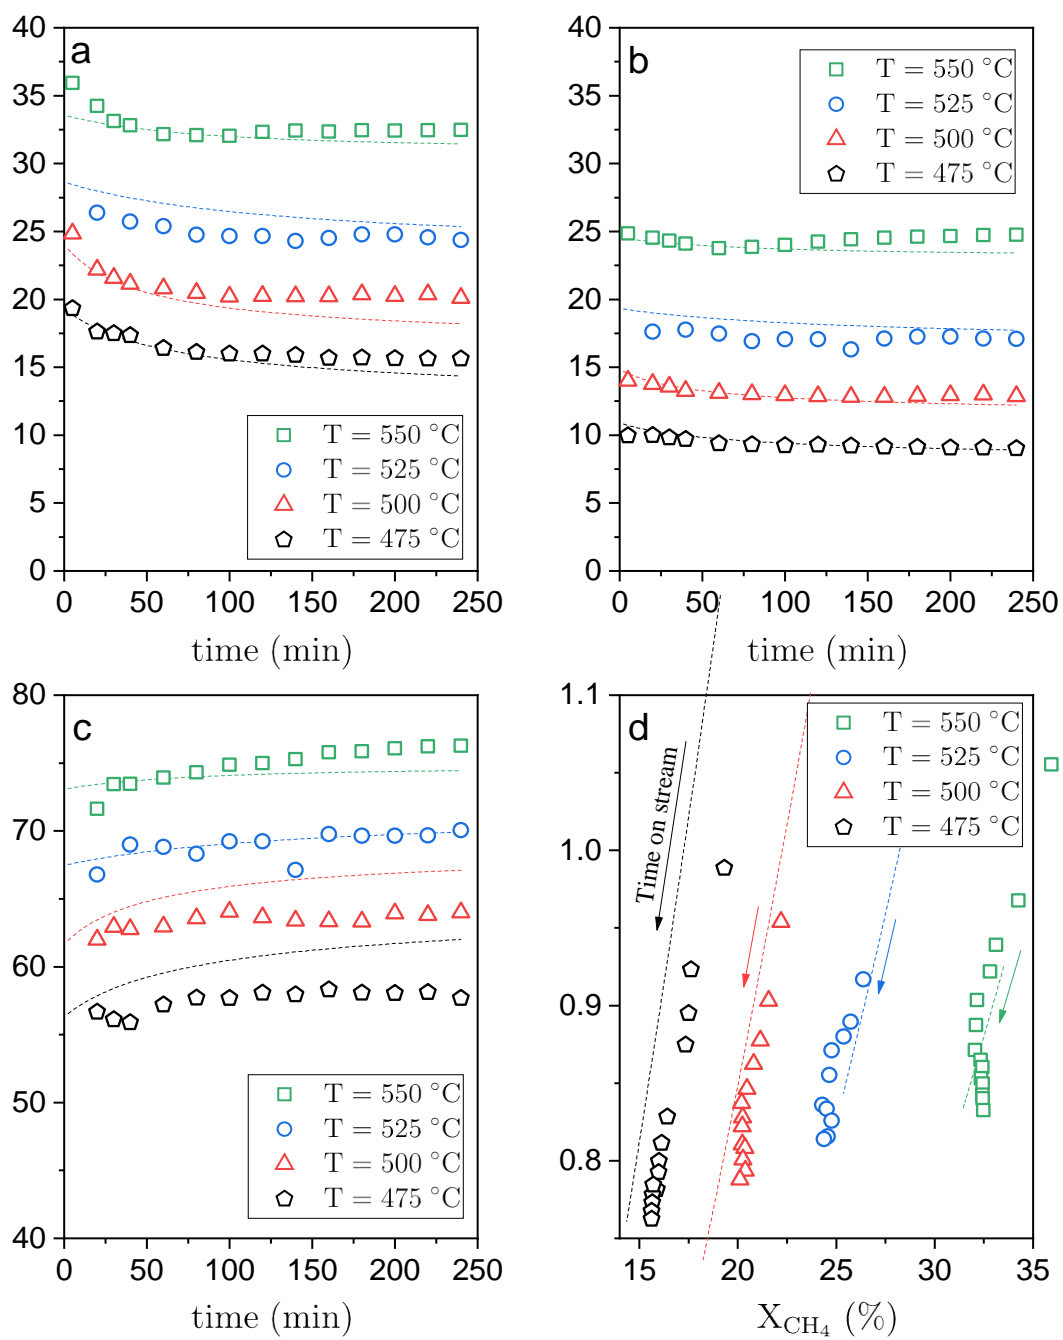 a
40
35
30
25
20
15
10
5
0
T = 550 °C
T = 525 °C
T = 500 °C
T = 475 °C
0 50 100 150 200 250
time (min)
b
40
35
30
25
20
15
10
5
0
T = 550 °C
T = 525 °C
T = 500 °C
T = 475 °C
0 50 100 150 200 250
time (min)
c
80
70
60
50
40
T = 550 °C
T = 525 °C
T = 500 °C
T = 475 °C
0 50 100 150 200 250
time (min)
d
1.1
1.0
0.9
0.8
T = 550 °C
T = 525 °C
T = 500 °C
T = 475 °C
Time on stream
15 20 25 30 35
X_CH4 (%)